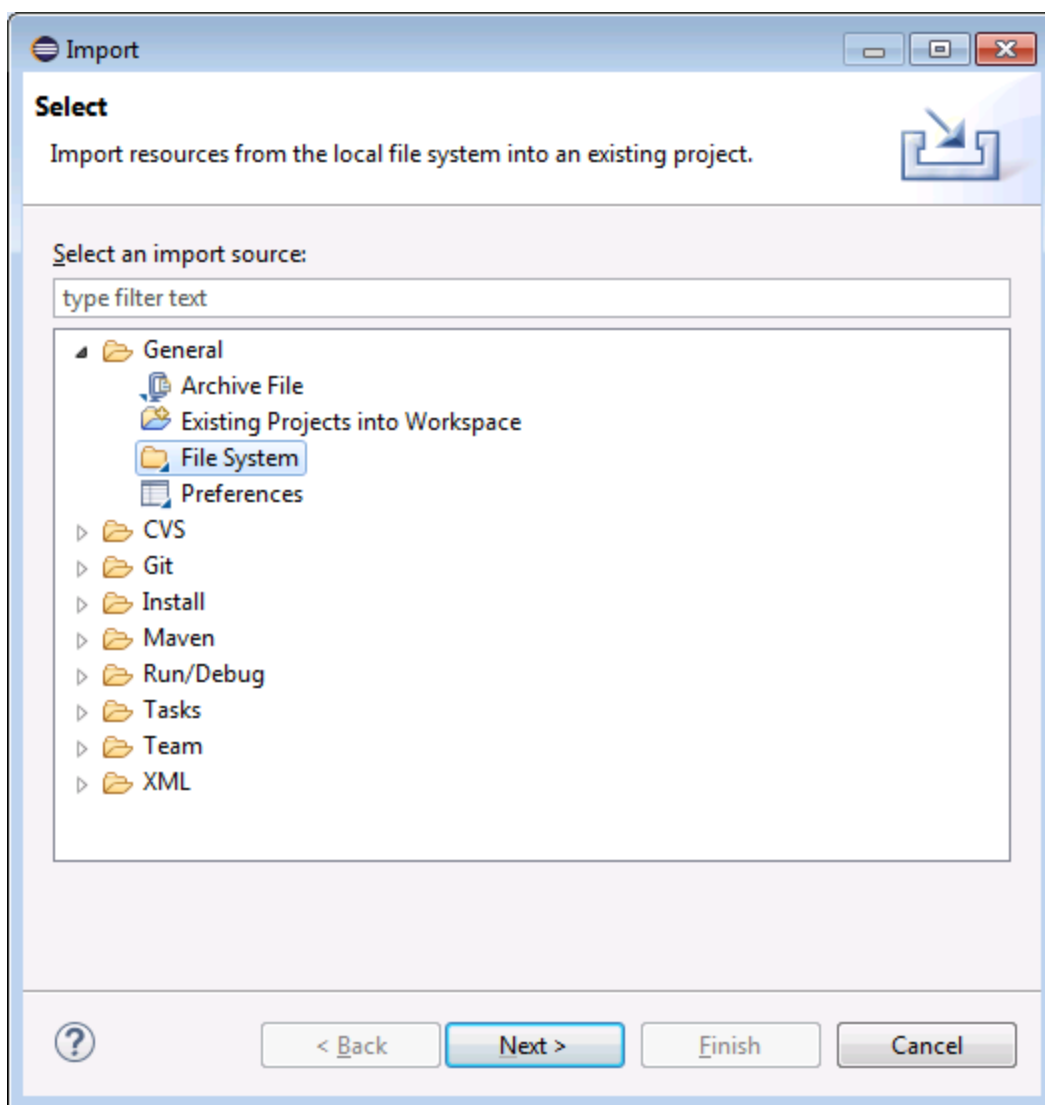 Import
Select
Import resources from the local file system into an existing project.
Select an import source:
type filter text
General
Archive File
Existing Projects into Workspace
File System
Preferences
CVS
Git
Install
Maven
Run/Debug
Tasks
Team
XML
?
< Back
Next >
Finish
Cancel